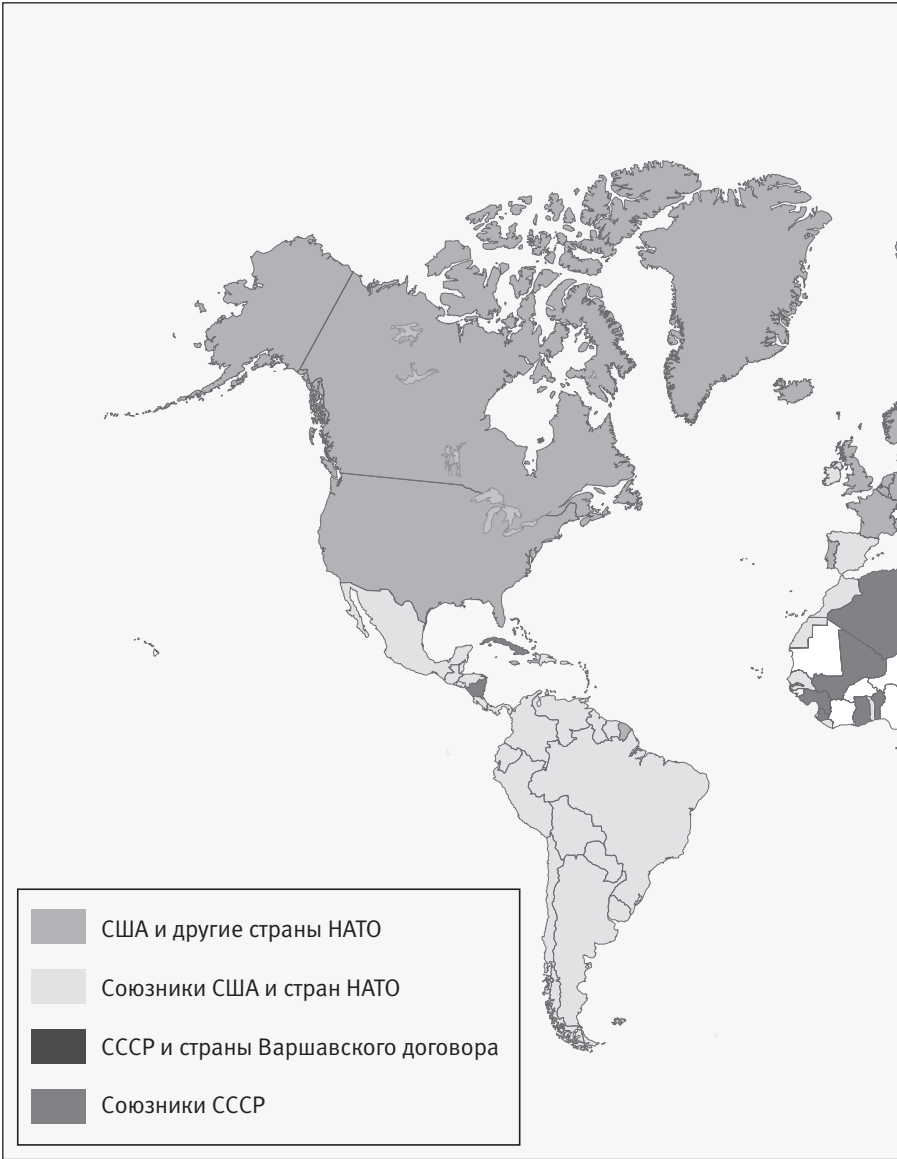 США и другие страны НАТО
Союзники США и стран НАТО
СССР и страны Варшавского договора
Союзники СССР